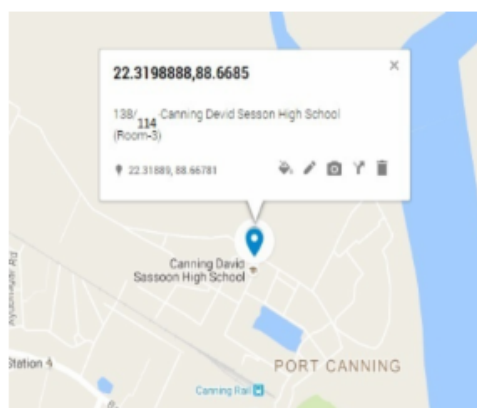 22.3198888,88.6685
138/114 Canning Devid Sesson High School
(Room-3)
22.31889, 88.66781
Canning David
Sassoon High School
Station
PORT CANNING
Canning Rail